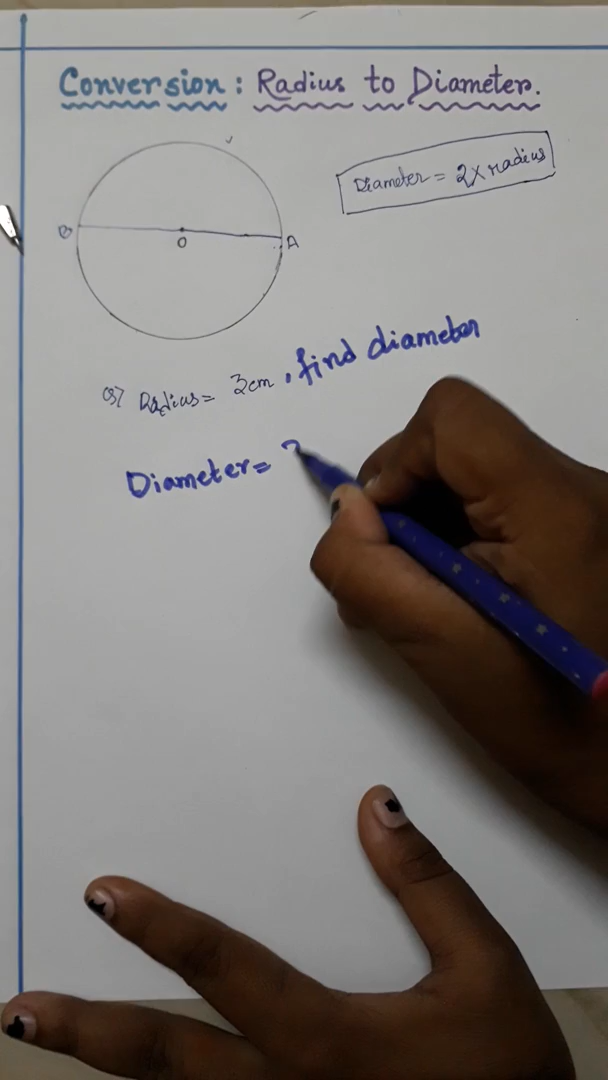 Conversion: Radius to Diameter.
Diameter = 2 x radius
B
O
A
Radius = 3cm, find diameter
Diameter = 2